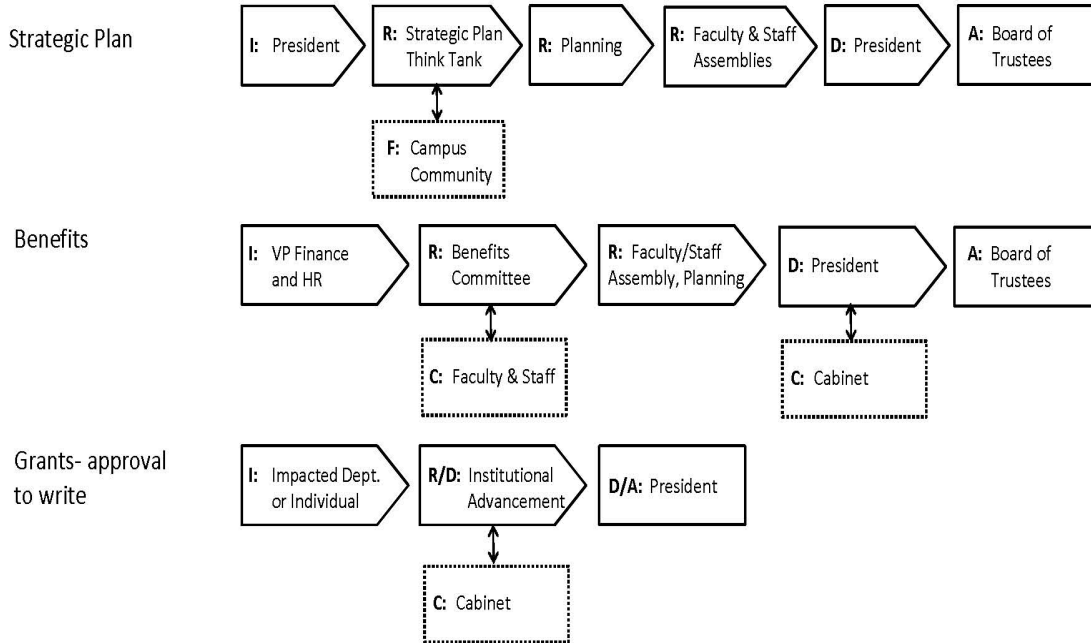 Strategic Plan
I: President
R: Strategic Plan
Think Tank
R: Planning
R: Faculty & Staff
Assemblies
D: President
A: Board of
Trustees
F: Campus
Community
Benefits
I: VP Finance
and HR
R: Benefits
Committee
R: Faculty/Staff
Assembly, Planning
D: President
A: Board of
Trustees
C: Faculty & Staff
C: Cabinet
Grants- approval
to write
I: Impacted Dept.
or Individual
R/D: Institutional
Advancement
D/A: President
C: Cabinet